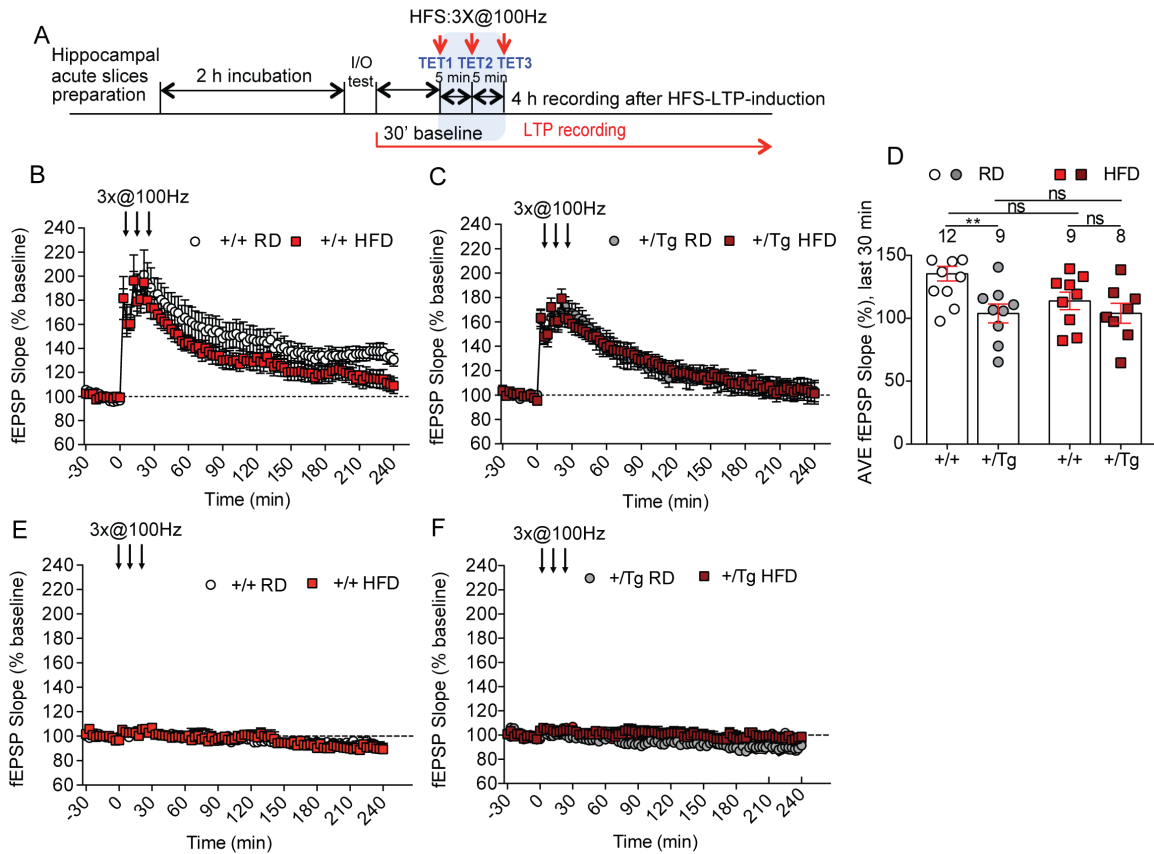 A
HFS:3X@100Hz
Hippocampal
acute slices
preparation
2 h incubation
I/O
test
TET1 TET2 TET3
5 min 5 min
4 h recording after HFS-LTP-induction
30' baseline
LTP recording
B
3x@100Hz
+/+ RD +/+ HFD
fEPSP Slope (% baseline)
240
220
200
180
160
140
120
100
80
60
-30 0 30 60 90 120 150 180 210 240
Time (min)
C
3x@100Hz
+/Tg RD +/Tg HFD
fEPSP Slope (% baseline)
240
220
200
180
160
140
120
100
80
60
-30 0 30 60 90 120 150 180 210 240
Time (min)
D
RD HFD
ns
ns
** ns
12 9 9 8
AVE fEPSP Slope (%), last 30 min
150
100
50
0
+/+ +/Tg +/+ +/Tg
E
3x@100Hz
+/+ RD +/+ HFD
fEPSP Slope (% baseline)
240
220
200
180
160
140
120
100
80
60
-30 0 30 60 90 120 150 180 210 240
Time (min)
F
3x@100Hz
+/Tg RD +/Tg HFD
fEPSP Slope (% baseline)
240
220
200
180
160
140
120
100
80
60
-30 0 30 60 90 120 150 180 210 240
Time (min)